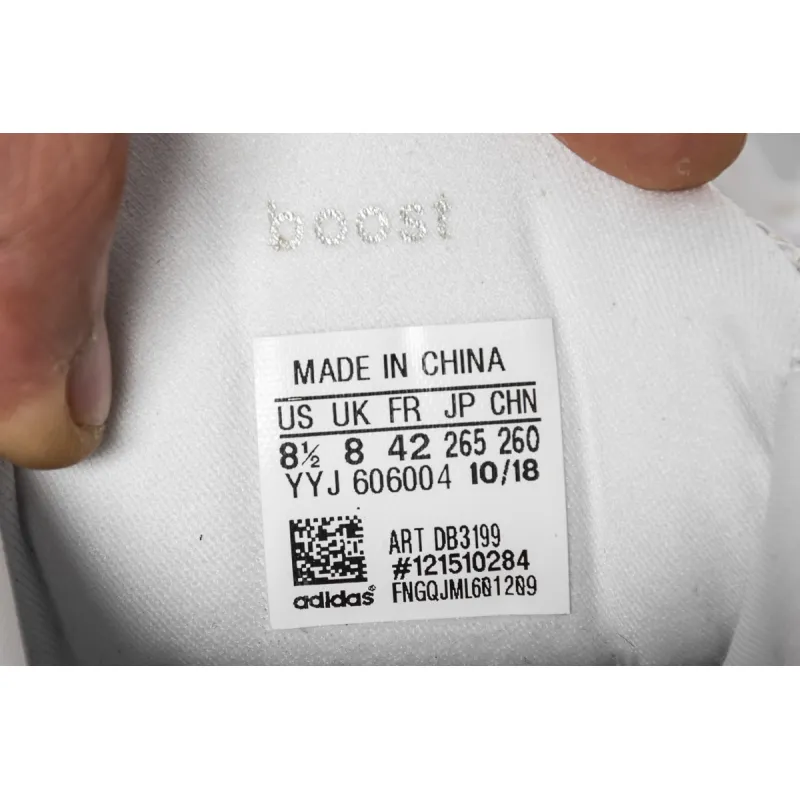 boost
MADE IN CHINA
US UK FR JP CHN
8½ 8 42 265 260
YYJ 606004 10/18
ART DB3199
#121510284
adidas® FNGQJML601209